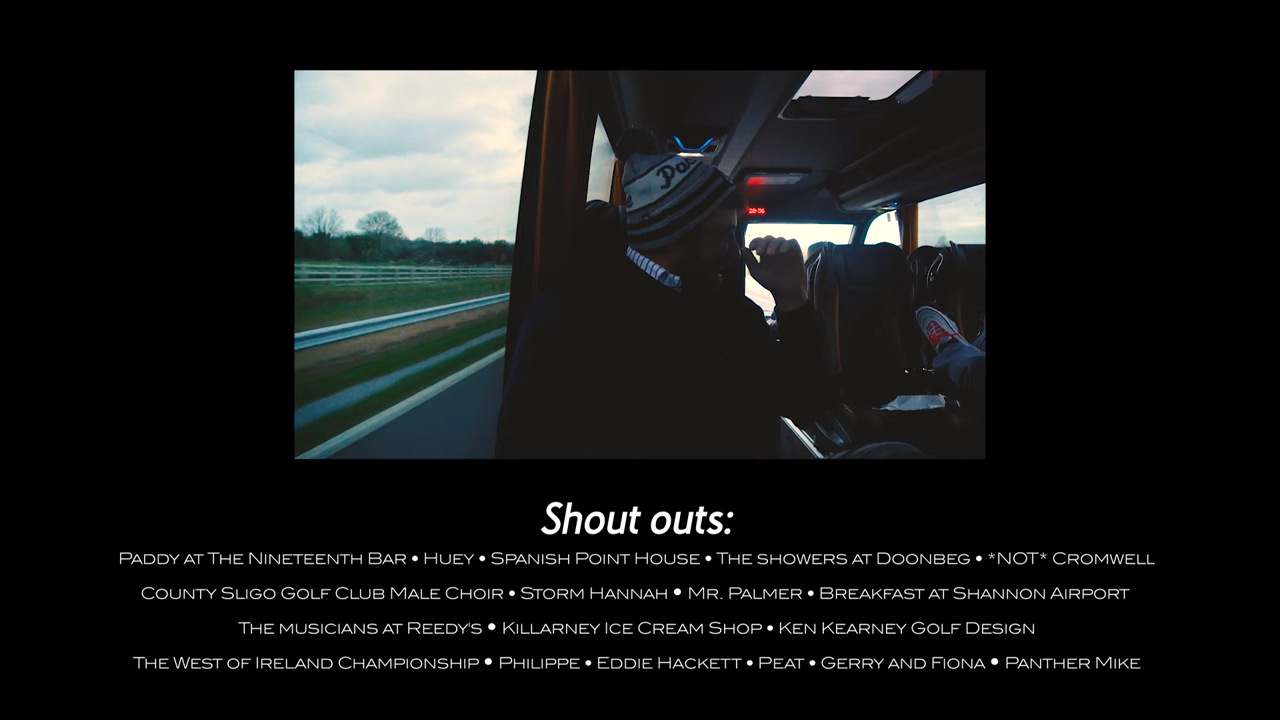 Pa
28-56
Shout outs:
Paddy at The Nineteenth Bar • Huey • Spanish Point House • The showers at Doonbeg • *NOT* Cromwell
County Sligo Golf Club Male Choir • Storm Hannah • Mr. Palmer • Breakfast at Shannon Airport
The musicians at Reedy's • Killarney Ice Cream Shop • Ken Kearney Golf Design
The West of Ireland Championship • Philippe • Eddie Hackett • Peat • Gerry and Fiona • Panther Mike